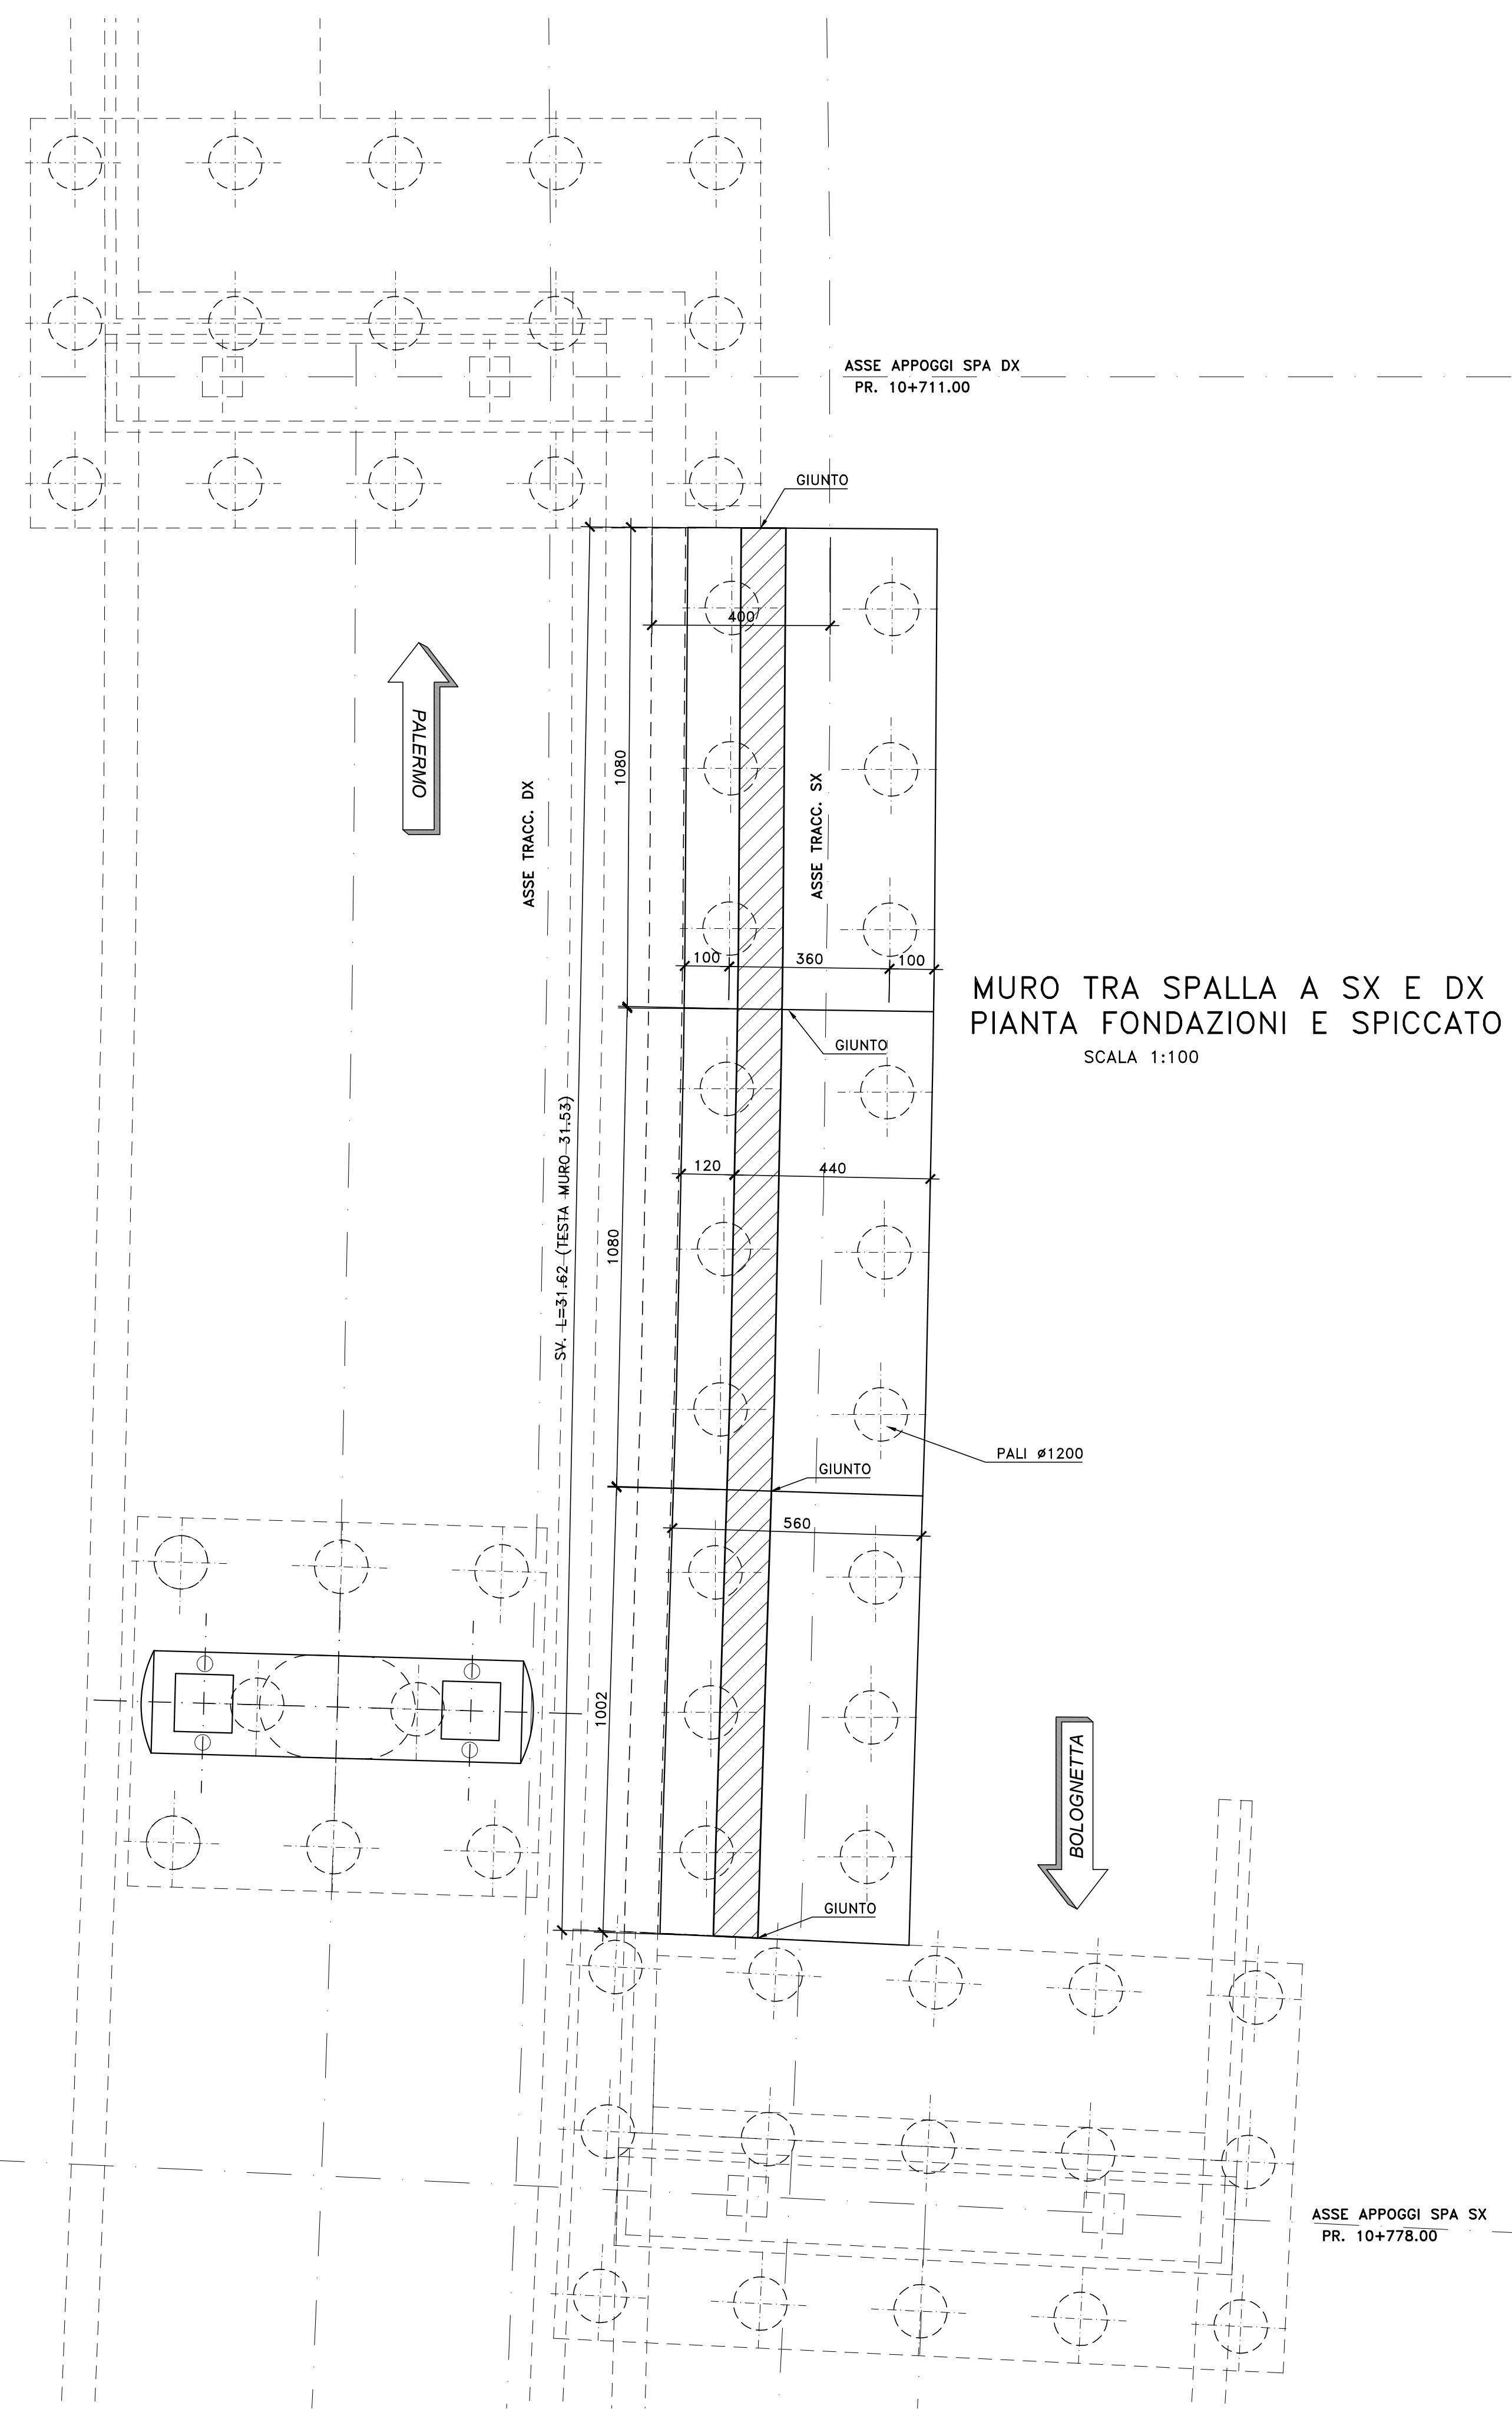 ASSE APPOGGI SPA DX
PR. 10+711.00
GIUNTO
400
PALERMO
1080
ASSE TRACC. DX
ASSE TRACC. SX
100
360
100
MURO TRA SPALLA A SX E DX
PIANTA FONDAZIONI E SPICCATO
SCALA 1:100
GIUNTO
SV. L=31.62 (TESTA MURO 31.53)
120
440
1080
PALI ø1200
GIUNTO
560
1002
BOLOGNETTA
GIUNTO
ASSE APPOGGI SPA SX
PR. 10+778.00